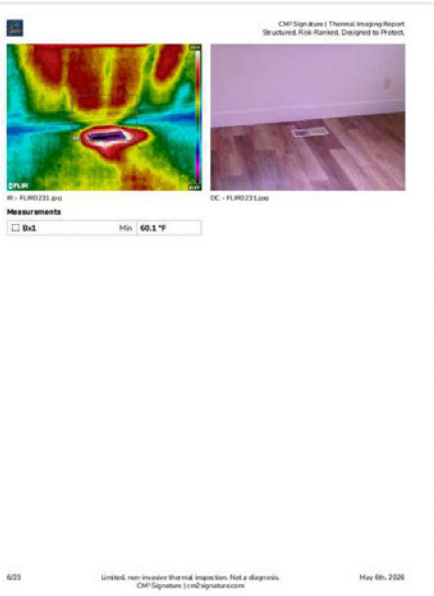 CM² Signature | Thermal Imaging Report
Structured. Risk-Ranked. Designed to Protect.
FLIR
IR - FLIR0231.jpg
DC - FLIR0231.jpg
Measurements
Bx1 Min 60.1 °F
6/23
Limited, non-invasive thermal inspection. Not a diagnosis.
CM² Signature | cm2signature.com
May 6th, 2026